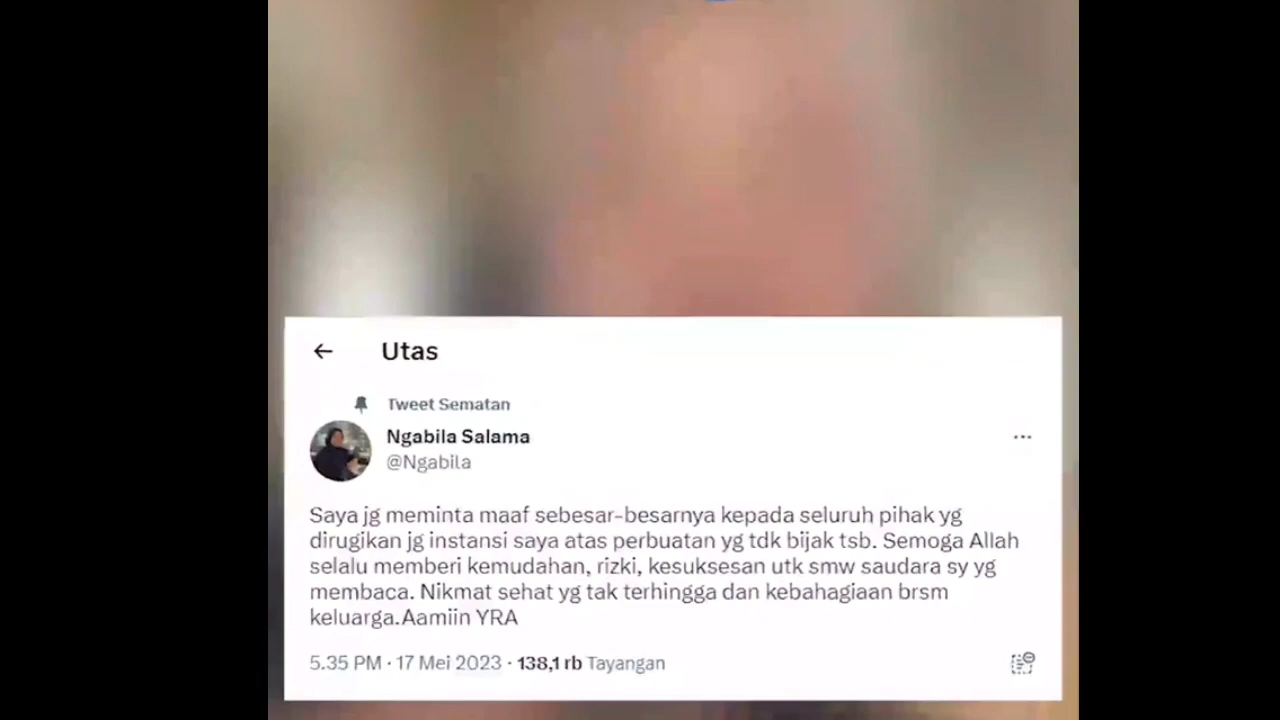 Utas
Tweet Sematan
Ngabila Salama
@Ngabila
Saya jg meminta maaf sebesar-besarnya kepada seluruh pihak yg
dirugikan jg instansi saya atas perbuatan yg tdk bijak tsb. Semoga Allah
selalu memberi kemudahan, rizki, kesuksesan utk smw saudara sy yg
membaca. Nikmat sehat yg tak terhingga dan kebahagiaan brsm
keluarga.Aamiin YRA
5.35 PM · 17 Mei 2023 · 138,1 rb Tayangan